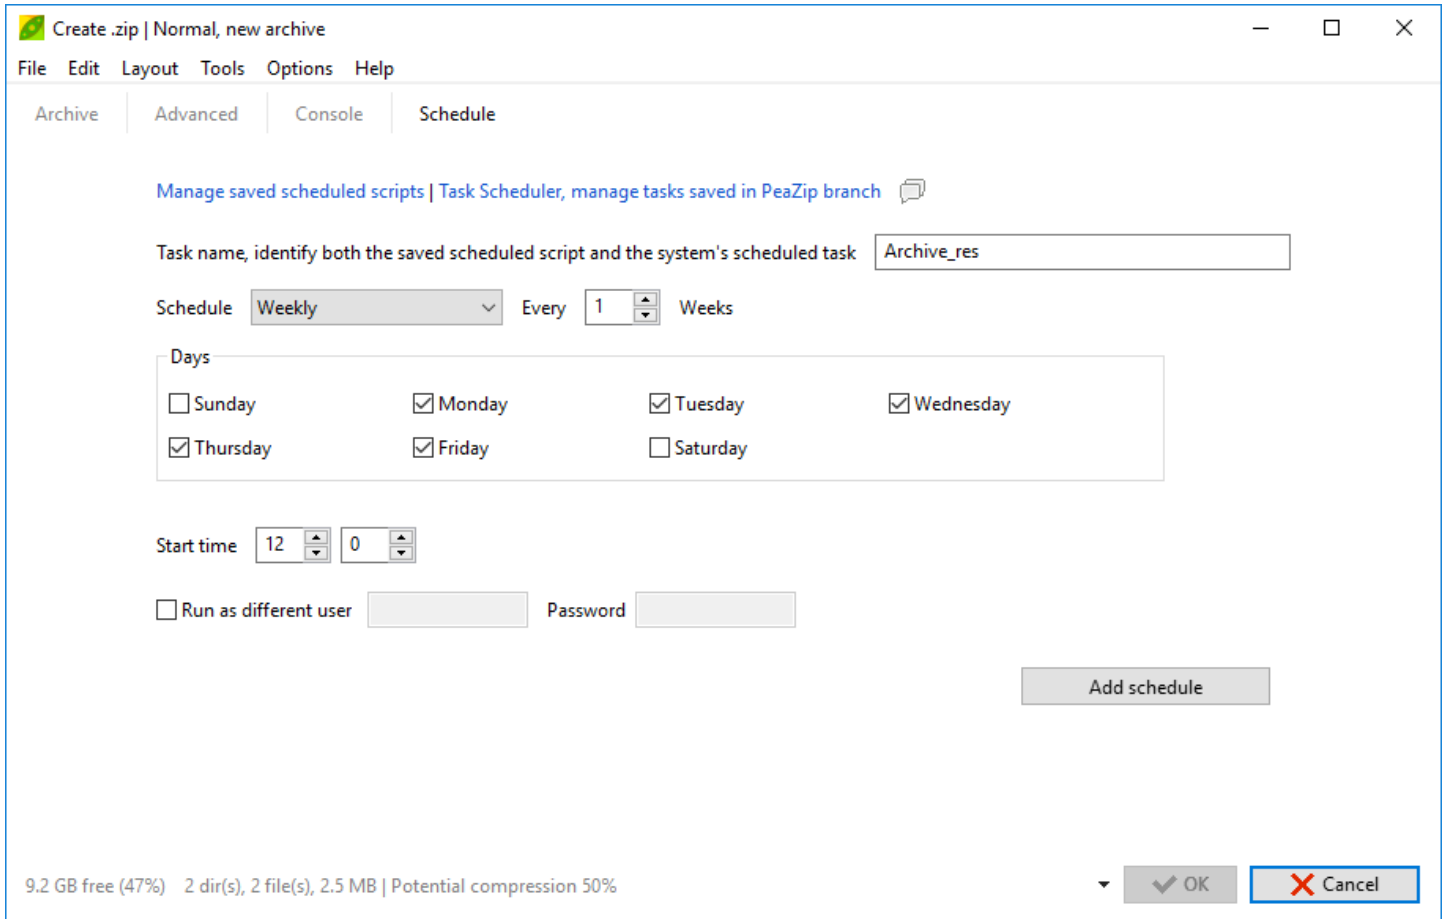 Create .zip | Normal, new archive
File Edit Layout Tools Options Help
Archive Advanced Console Schedule
Manage saved scheduled scripts | Task Scheduler, manage tasks saved in PeaZip branch
Task name, identify both the saved scheduled script and the system's scheduled task Archive_res
Schedule Weekly Every 1 Weeks
Days
Sunday Monday Tuesday Wednesday
Thursday Friday Saturday
Start time 12 0
Run as different user Password
Add schedule
9.2 GB free (47%) 2 dir(s), 2 file(s), 2.5 MB | Potential compression 50% OK Cancel